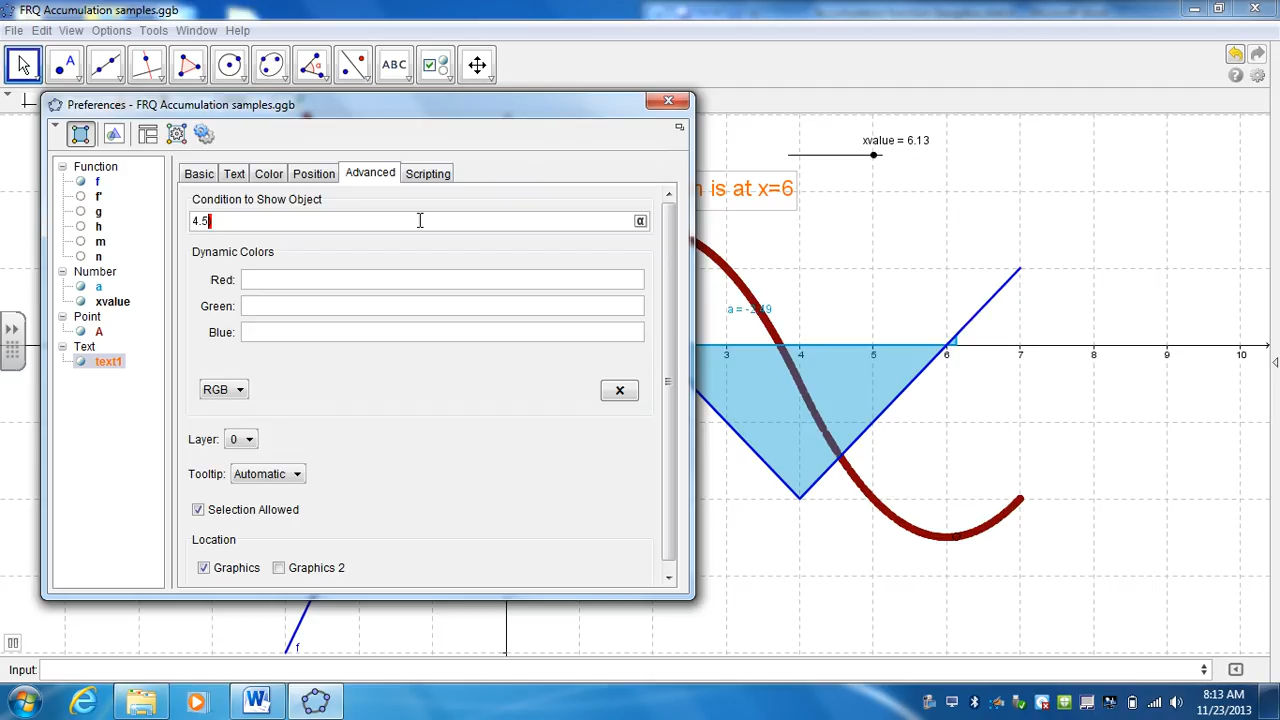 FRQ Accumulation samples.ggb
File Edit View Options Tools Window Help
A
ABC
Preferences - FRQ Accumulation samples.ggb
Function
f
f'
g
h
m
n
Number
a
xvalue
Point
A
Text
text1
Basic Text Color Position Advanced Scripting
Condition to Show Object
4.5
α
Dynamic Colors
Red:
Green:
Blue:
RGB
Layer: 0
Tooltip: Automatic
Selection Allowed
Location
Graphics Graphics 2
xvalue = 6.13
is at x=6
3 4 5 6 7 8 9 10
f
Input:
8:13 AM
11/23/2013